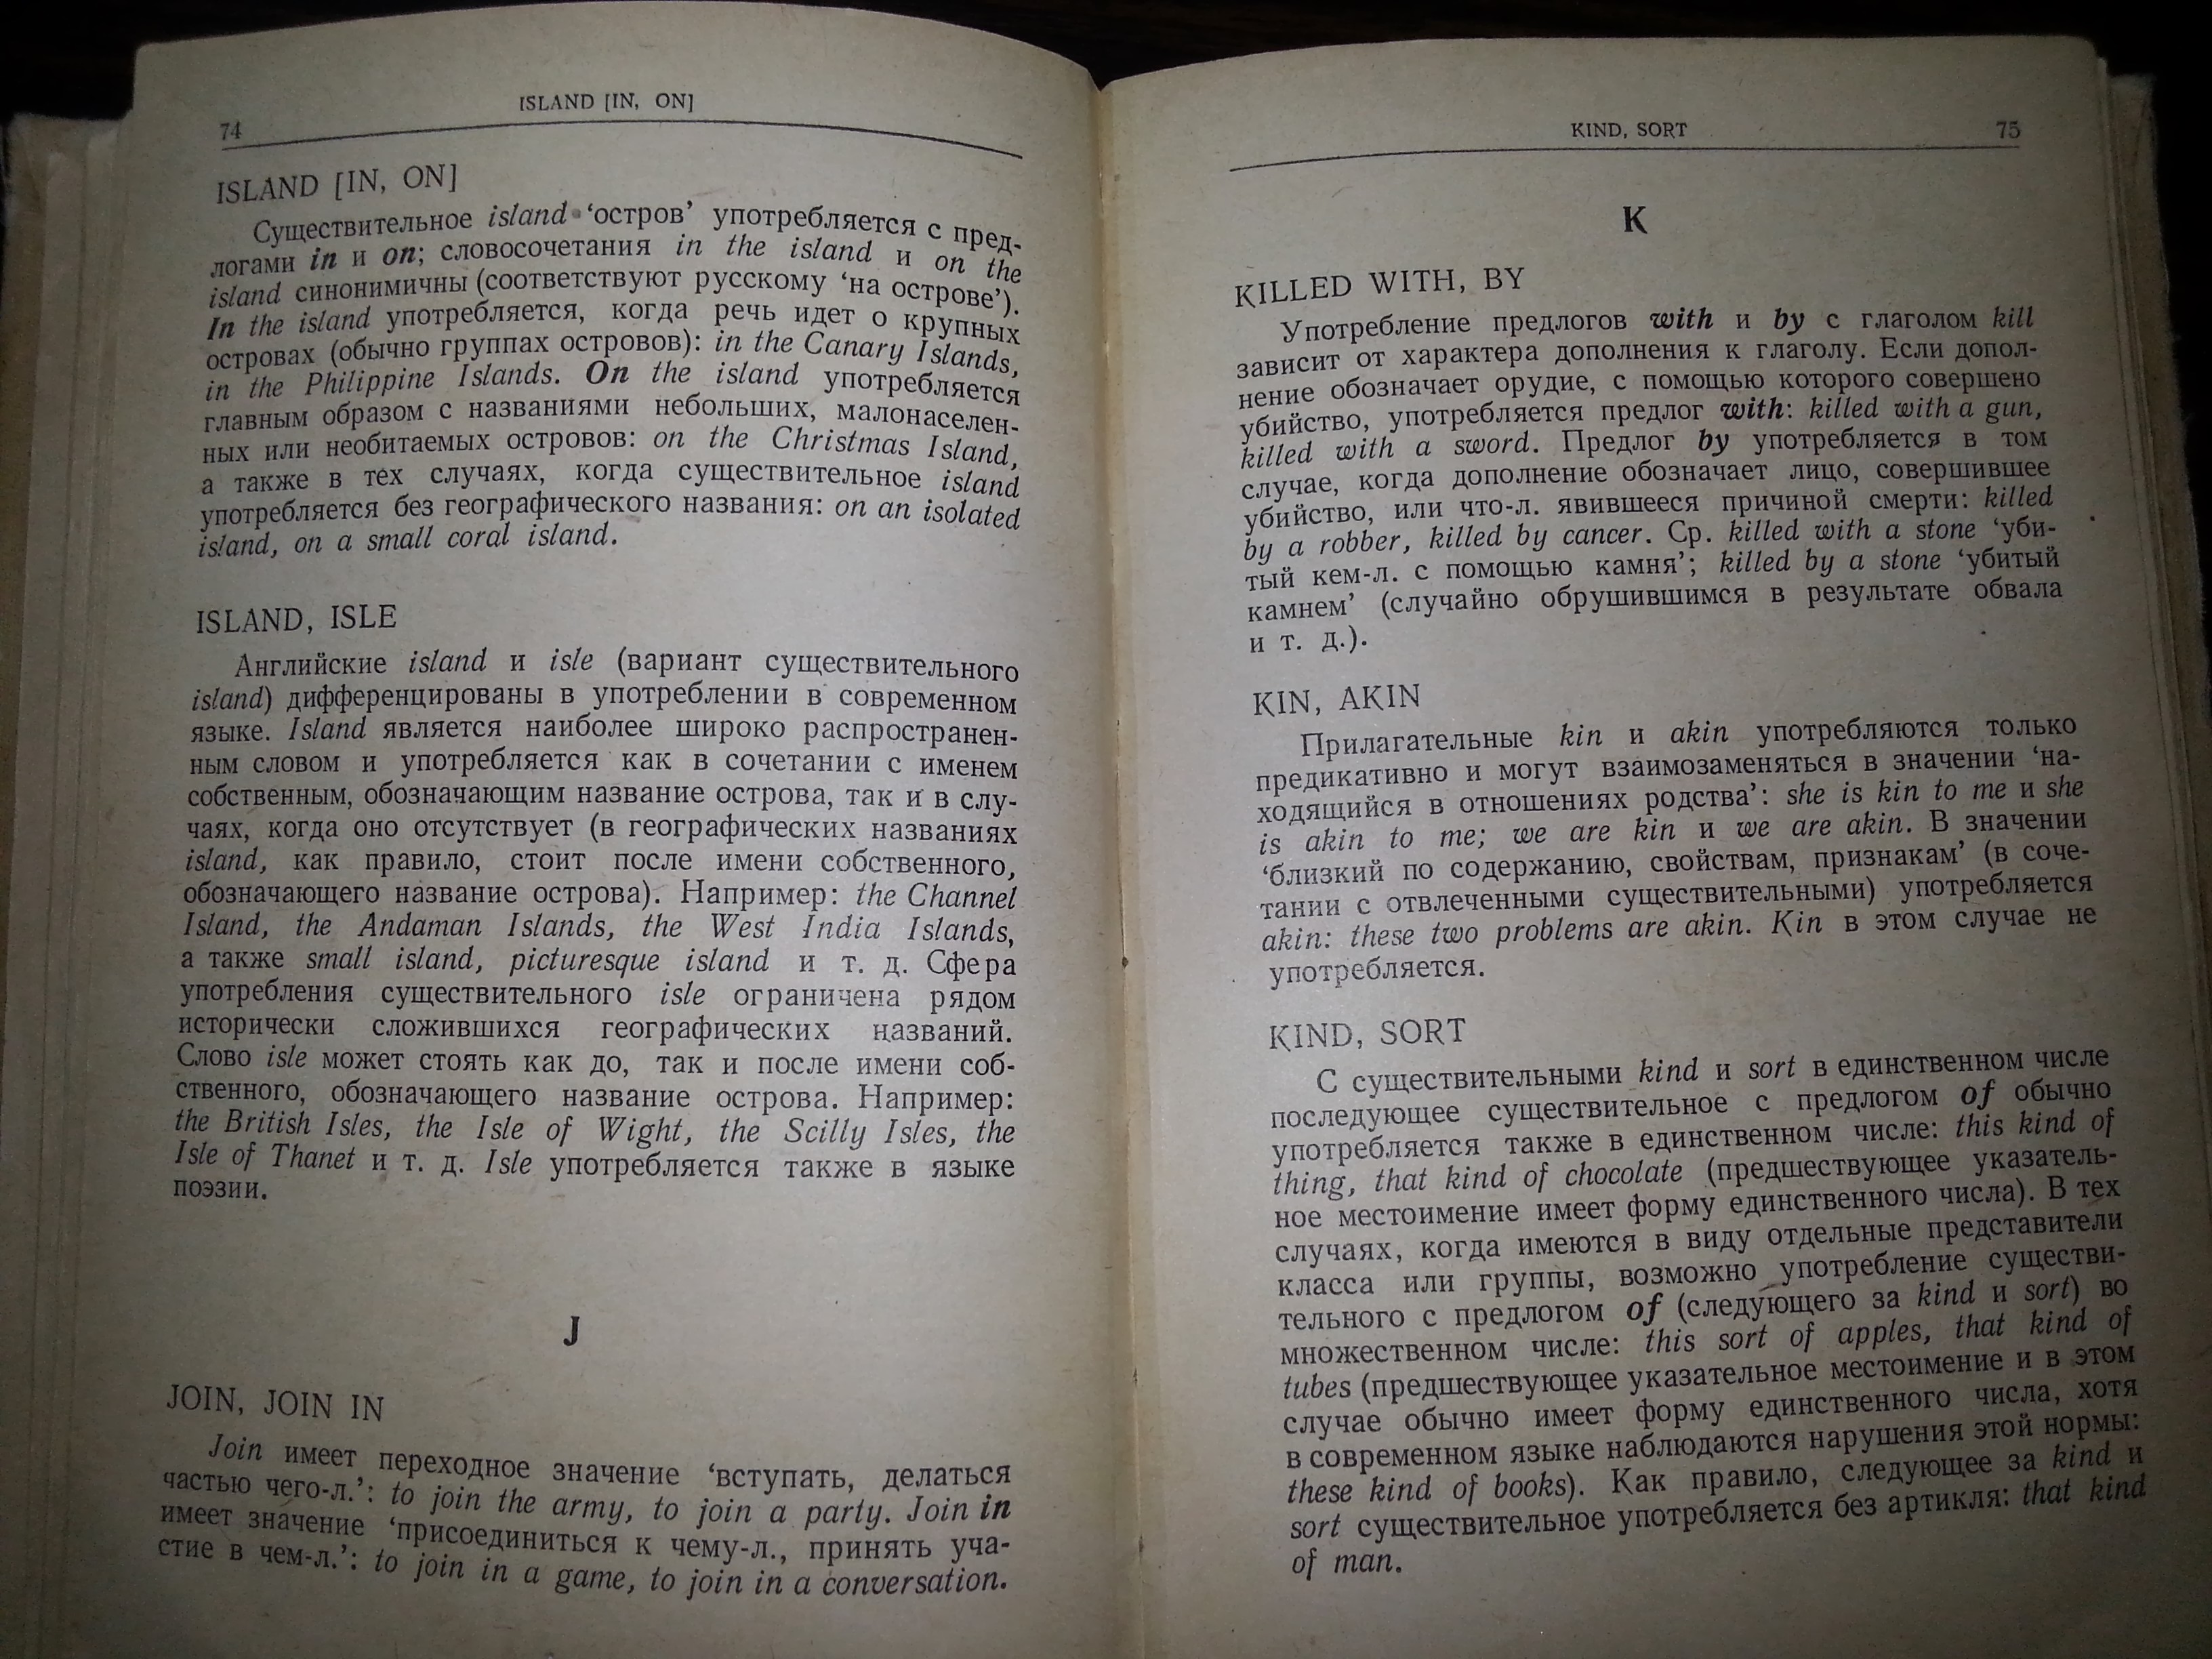 74
ISLAND [IN, ON]
ISLAND [IN, ON]
Существительное island ‘остров’ употребляется с пред-
логами in и on; словосочетания in the island и on the
island синонимичны (соответствуют русскому ‘на острове’).
In the island употребляется, когда речь идет о крупных
островах (обычно группах островов): in the Canary Islands,
in the Philippine Islands. On the island употребляется
главным образом с названиями небольших, малонаселен-
ных или необитаемых островов: on the Christmas Island,
а также в тех случаях, когда существительное island
употребляется без географического названия: on an isolated
island, on a small coral island.
ISLAND, ISLE
Английские island и isle (вариант существительного
island) дифференцированы в употреблении в современном
языке. Island является наиболее широко распространен-
ным словом и употребляется как в сочетании с именем
собственным, обозначающим название острова, так и в слу-
чаях, когда оно отсутствует (в географических названиях
island, как правило, стоит после имени собственного,
обозначающего название острова). Например: the Channel
Island, the Andaman Islands, the West India Islands,
а также small island, picturesque island и т. д. Сфера
употребления существительного isle ограничена рядом
исторически сложившихся географических названий.
Слово isle может стоять как до, так и после имени соб-
ственного, обозначающего название острова. Например:
the British Isles, the Isle of Wight, the Scilly Isles, the
Isle of Thanet и т. д. Isle употребляется также в языке
поэзии.
J
JOIN, JOIN IN
Join имеет переходное значение ‘вступать, делаться
частью чего-л.’: to join the army, to join a party. Join in
имеет значение ‘присоединиться к чему-л., принять уча-
стие в чем-л.’: to join in a game, to join in a conversation.
KIND, SORT
75
K
KILLED WITH, BY
Употребление предлогов with и by с глаголом kill
зависит от характера дополнения к глаголу. Если допол-
нение обозначает орудие, с помощью которого совершено
убийство, употребляется предлог with: killed with a gun,
killed with a sword. Предлог by употребляется в том
случае, когда дополнение обозначает лицо, совершившее
убийство, или что-л. явившееся причиной смерти: killed
by a robber, killed by cancer. Ср. killed with a stone ‘уби-
тый кем-л. с помощью камня’; killed by a stone ‘убитый
камнем’ (случайно обрушившимся в результате обвала
и т. д.).
KIN, AKIN
Прилагательные kin и akin употребляются только
предикативно и могут взаимозаменяться в значении ‘на-
ходящийся в отношениях родства’: she is kin to me и she
is akin to me; we are kin и we are akin. В значении
‘близкий по содержанию, свойствам, признакам’ (в соче-
тании с отвлеченными существительными) употребляется
akin: these two problems are akin. Kin в этом случае не
употребляется.
KIND, SORT
С существительными kind и sort в единственном числе
последующее существительное с предлогом of обычно
употребляется также в единственном числе: this kind of
thing, that kind of chocolate (предшествующее указатель-
ное местоимение имеет форму единственного числа). В тех
случаях, когда имеются в виду отдельные представители
класса или группы, возможно употребление существи-
тельного с предлогом of (следующего за kind и sort) во
множественном числе: this sort of apples, that kind of
tubes (предшествующее указательное местоимение и в этом
случае обычно имеет форму единственного числа, хотя
в современном языке наблюдаются нарушения этой нормы:
these kind of books). Как правило, следующее за kind и
sort существительное употребляется без артикля: that kind
of man.